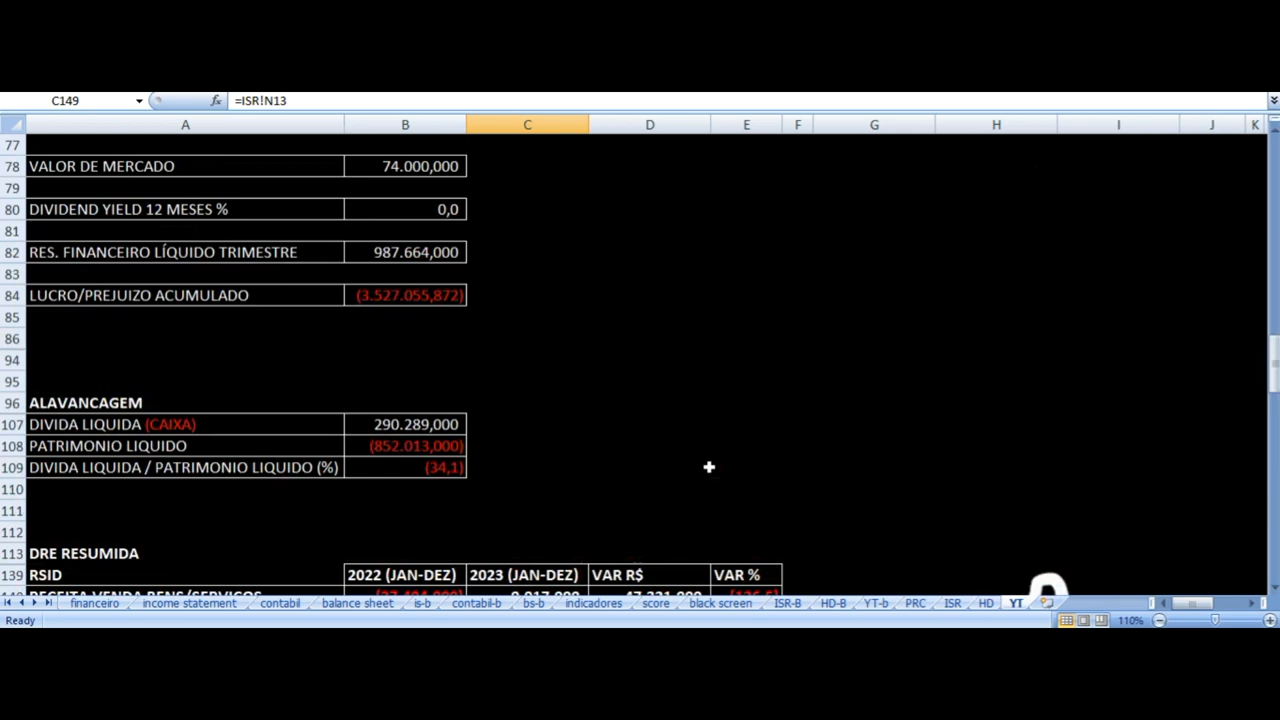 C149 fx =ISR!N13
A B C D E F G H I J K
77
78 VALOR DE MERCADO 74.000,000
79
80 DIVIDEND YIELD 12 MESES % 0,0
81
82 RES. FINANCEIRO LÍQUIDO TRIMESTRE 987.664,000
83
84 LUCRO/PREJUIZO ACUMULADO (3.527.055,872)
85
86
94
95
96 ALAVANCAGEM
107 DIVIDA LIQUIDA (CAIXA) 290.289,000
108 PATRIMONIO LIQUIDO (852.013,000)
109 DIVIDA LIQUIDA / PATRIMONIO LIQUIDO (%) (34,1)
110
111
112
113 DRE RESUMIDA
139 RSID 2022 (JAN-DEZ) 2023 (JAN-DEZ) VAR R$ VAR %
financeiro income statement contabil balance sheet is-b contabil-b bs-b indicadores score black screen ISR-B HD-B YT-b PRC ISR HD YT
Ready 110%